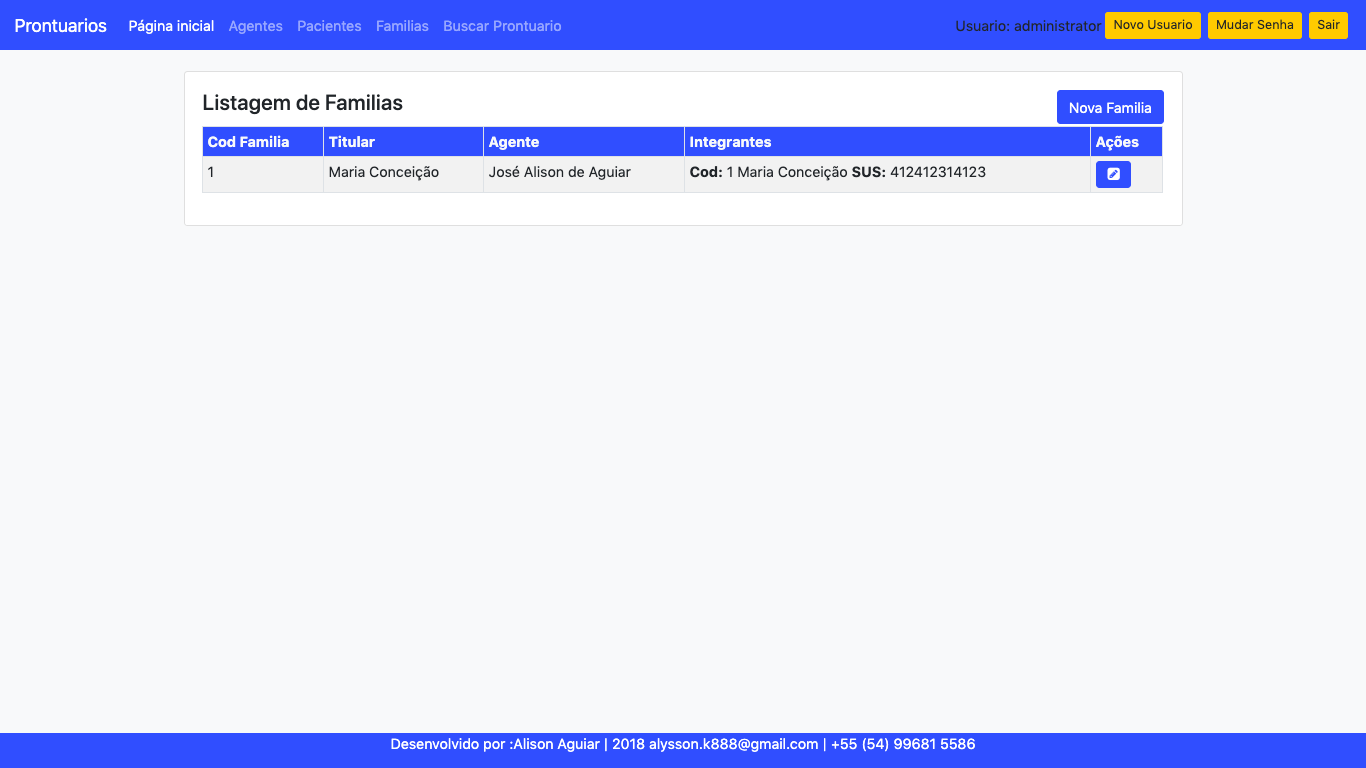 Prontuarios Página inicial Agentes Pacientes Familias Buscar Prontuario Usuario: administrator Novo Usuario Mudar Senha Sair
Listagem de Familias
Nova Familia
Cod Familia Titular Agente Integrantes Ações
1 Maria Conceição José Alison de Aguiar Cod: 1 Maria Conceição SUS: 412412314123
Desenvolvido por :Alison Aguiar | 2018 alysson.k888@gmail.com | +55 (54) 99681 5586